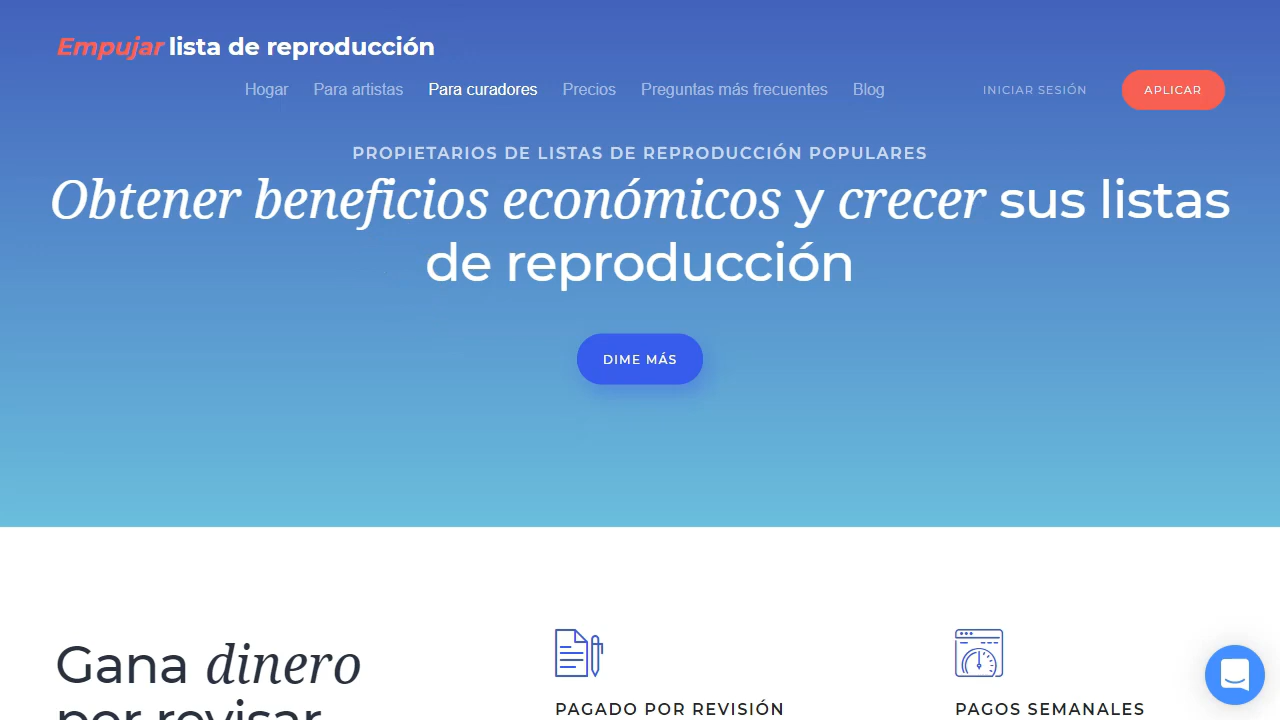 Empujar lista de reproducción
Hogar Para artistas Para curadores Precios Preguntas más frecuentes Blog INICIAR SESIÓN APLICAR
PROPIETARIOS DE LISTAS DE REPRODUCCIÓN POPULARES
Obtener beneficios económicos y crecer sus listas
de reproducción
DIME MÁS
Gana dinero
por revisar
PAGADO POR REVISIÓN
PAGOS SEMANALES